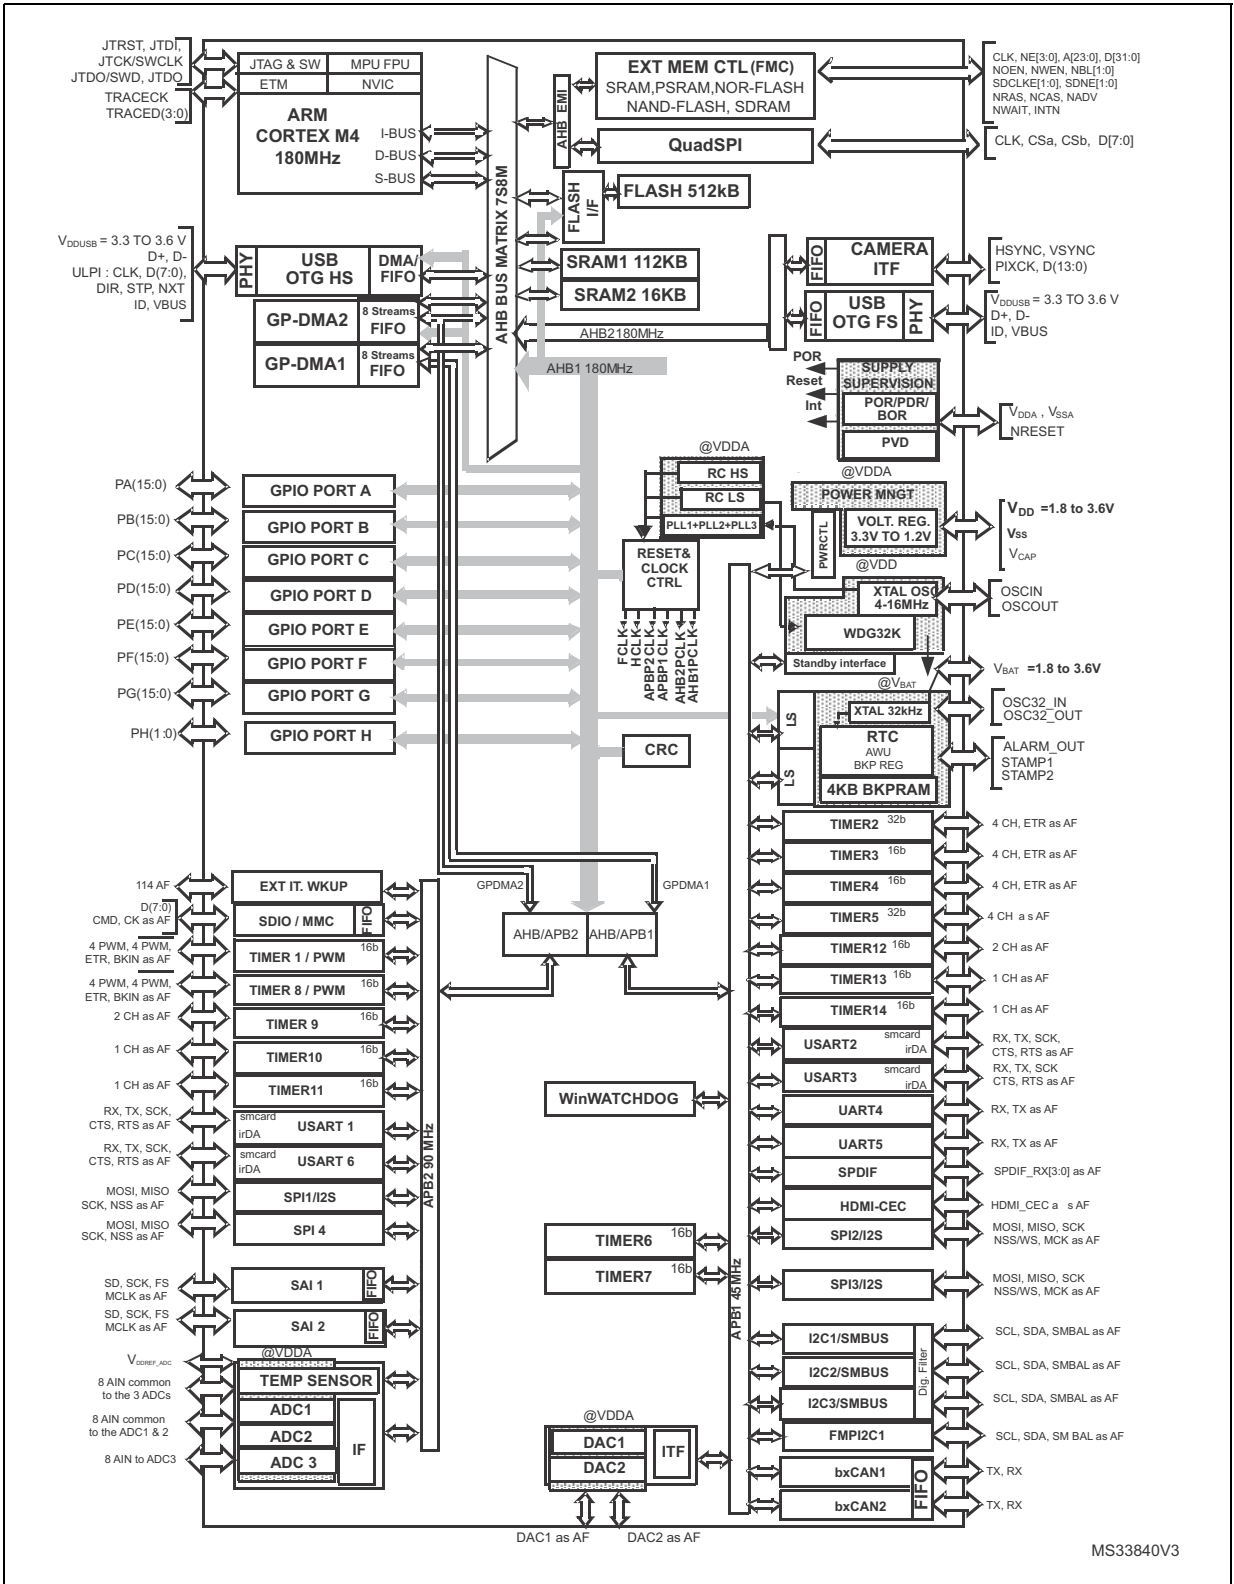 JTRST, JTDI,
JTCK/SWCLK
JTDO/SWD, JTDO
TRACECK
TRACED(3:0)
JTAG & SW
MPU FPU
ETM
NVIC
ARM
CORTEX M4
180MHz
I-BUS
D-BUS
S-BUS
AHB BUS MATRIX 7S8M
AHB EMI
EXT MEM CTL (FMC)
SRAM,PSRAM,NOR-FLASH
NAND-FLASH, SDRAM
QuadSPI
CLK, NE[3:0], A[23:0], D[31:0]
NOEN, NWEN, NBL[1:0]
SDCLKE[1:0], SDNE[1:0]
NRAS, NCAS, NADV
NWAIT, INTN
CLK, CSa, CSb, D[7:0]
FLASH I/F
FLASH 512kB
SRAM1 112KB
SRAM2 16KB
VDDUSB = 3.3 TO 3.6 V
D+, D-
ULPI : CLK, D(7:0),
DIR, STP, NXT
ID, VBUS
PHY
USB
OTG HS
DMA/
FIFO
GP-DMA2
8 Streams
FIFO
GP-DMA1
8 Streams
FIFO
AHB2180MHz
AHB1 180MHz
FIFO
CAMERA
ITF
HSYNC, VSYNC
PIXCK, D(13:0)
FIFO
USB
OTG FS
PHY
VDDUSB = 3.3 TO 3.6 V
D+, D-
ID, VBUS
POR
Reset
Int
SUPPLY
SUPERVISION
POR/PDR/
BOR
PVD
VDDA , VSSA
NRESET
@VDDA
RC HS
RC LS
PLL1+PLL2+PLL3
RESET&
CLOCK
CTRL
FCLK
HCLK
APBP2CLK
APBP1CLK
AHB2PCLK
AHB1PCLK
@VDDA
POWER MNGT
VOLT. REG.
3.3V TO 1.2V
PWRCTL
VDD =1.8 to 3.6V
VSS
VCAP
@VDD
XTAL OSC
4-16MHz
OSCIN
OSCOUT
WDG32K
Standby interface
VBAT =1.8 to 3.6V
@VBAT
LS
LS
XTAL 32kHz
RTC
AWU
BKP REG
4KB BKPRAM
OSC32_IN
OSC32_OUT
ALARM_OUT
STAMP1
STAMP2
PA(15:0)
GPIO PORT A
PB(15:0)
GPIO PORT B
PC(15:0)
GPIO PORT C
PD(15:0)
GPIO PORT D
PE(15:0)
GPIO PORT E
PF(15:0)
GPIO PORT F
PG(15:0)
GPIO PORT G
PH(1:0)
GPIO PORT H
CRC
GPDMA2
GPDMA1
AHB/APB2
AHB/APB1
114 AF
EXT IT. WKUP
D(7:0)
CMD, CK as AF
SDIO / MMC
FIFO
4 PWM, 4 PWM,
ETR, BKIN as AF
TIMER 1 / PWM
16b
4 PWM, 4 PWM,
ETR, BKIN as AF
TIMER 8 / PWM
16b
2 CH as AF
TIMER 9
16b
1 CH as AF
TIMER10
16b
1 CH as AF
TIMER11
16b
RX, TX, SCK,
CTS, RTS as AF
smcard
irDA
USART 1
RX, TX, SCK,
CTS, RTS as AF
smcard
irDA
USART 6
MOSI, MISO
SCK, NSS as AF
SPI1/I2S
MOSI, MISO
SCK, NSS as AF
SPI 4
SD, SCK, FS
MCLK as AF
SAI 1
FIFO
SD, SCK, FS
MCLK as AF
SAI 2
FIFO
@VDDA
VDDREF_ADC
TEMP SENSOR
8 AIN common
to the 3 ADCs
ADC1
8 AIN common
to the ADC1 & 2
ADC2
8 AIN to ADC3
ADC 3
IF
APB2 90 MHz
WinWATCHDOG
TIMER6
16b
TIMER7
16b
@VDDA
DAC1
DAC2
ITF
DAC1 as AF
DAC2 as AF
APB1 45MHz
TIMER2 32b
4 CH, ETR as AF
TIMER3 16b
4 CH, ETR as AF
TIMER4 16b
4 CH, ETR as AF
TIMER5 32b
4 CH a s AF
TIMER12 16b
2 CH as AF
TIMER13 16b
1 CH as AF
TIMER14 16b
1 CH as AF
USART2
smcard
irDA
RX, TX, SCK,
CTS, RTS as AF
USART3
smcard
irDA
RX, TX, SCK
CTS, RTS as AF
UART4
RX, TX as AF
UART5
RX, TX as AF
SPDIF
SPDIF_RX[3:0] as AF
HDMI-CEC
HDMI_CEC a s AF
SPI2/I2S
MOSI, MISO, SCK
NSS/WS, MCK as AF
SPI3/I2S
MOSI, MISO, SCK
NSS/WS, MCK as AF
I2C1/SMBUS
SCL, SDA, SMBAL as AF
I2C2/SMBUS
SCL, SDA, SMBAL as AF
I2C3/SMBUS
SCL, SDA, SMBAL as AF
Dig. Filter
FMPI2C1
SCL, SDA, SM BAL as AF
bxCAN1
TX, RX
bxCAN2
TX, RX
FIFO
MS33840V3